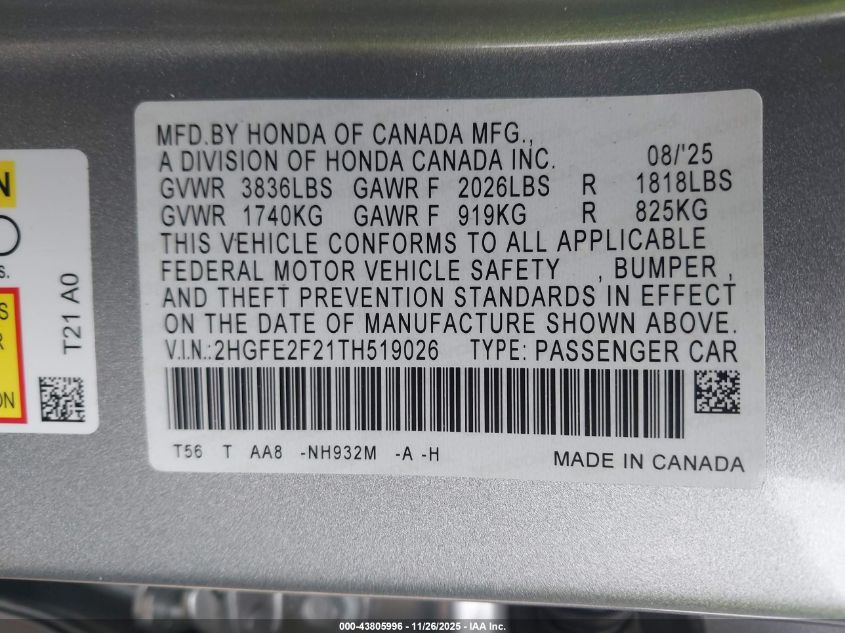 MFD.BY HONDA OF CANADA MFG.,
A DIVISION OF HONDA CANADA INC. 08/'25
GVWR 3836LBS GAWR F 2026LBS R 1818LBS
GVWR 1740KG GAWR F 919KG R 825KG
THIS VEHICLE CONFORMS TO ALL APPLICABLE
FEDERAL MOTOR VEHICLE SAFETY , BUMPER ,
AND THEFT PREVENTION STANDARDS IN EFFECT
ON THE DATE OF MANUFACTURE SHOWN ABOVE.
V.I.N.:2HGFE2F21TH519026 TYPE: PASSENGER CAR
T56 T AA8 -NH932M -A -H
MADE IN CANADA
N
s.
S
R
ON
T21 A0
000-43805996 - 11/26/2025 - IAA Inc.